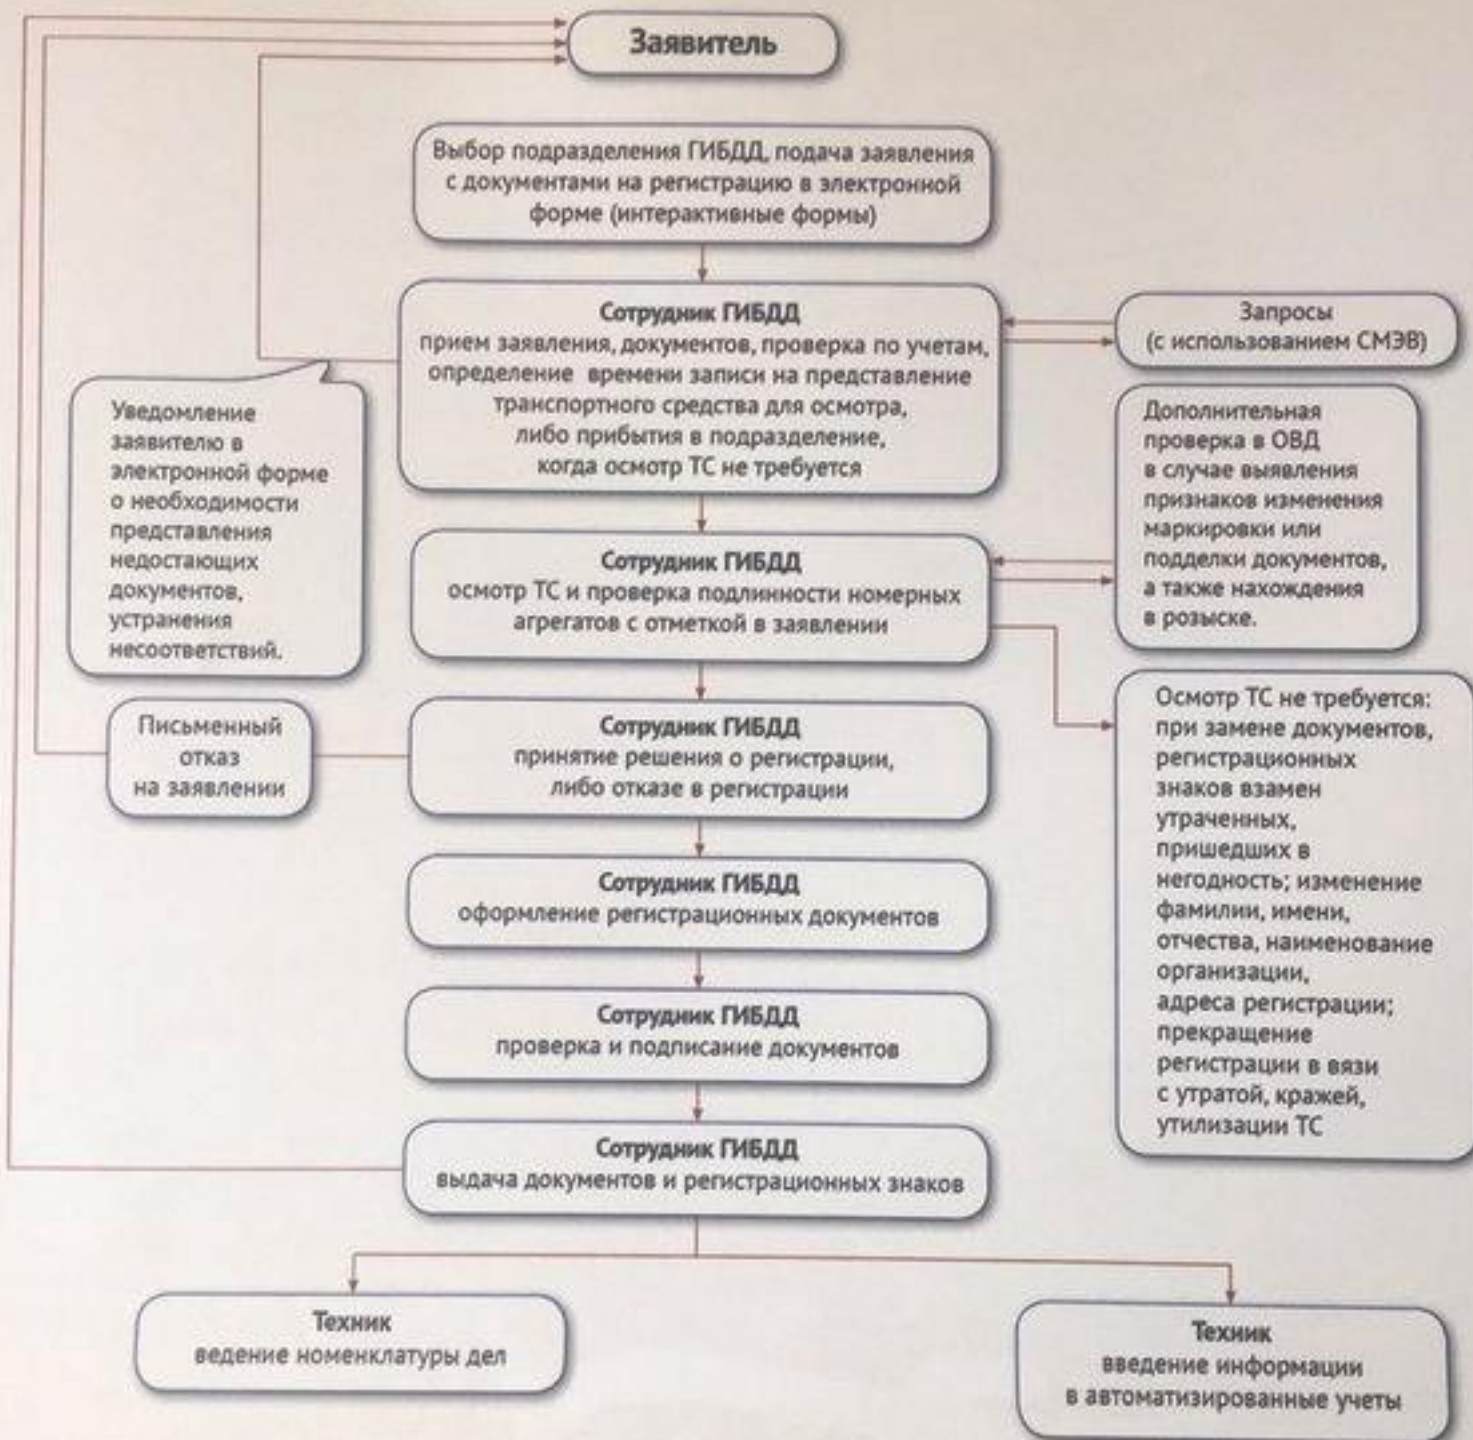 Заявитель
Выбор подразделения ГИБДД, подача заявления
с документами на регистрацию в электронной
форме (интерактивные формы)
Сотрудник ГИБДД
прием заявления, документов, проверка по учетам,
определение времени записи на представление
транспортного средства для осмотра,
либо прибытия в подразделение,
когда осмотр ТС не требуется
Запросы
(с использованием СМЭВ)
Уведомление
заявителю в
электронной форме
о необходимости
представления
недостающих
документов,
устранения
несоответствий.
Дополнительная
проверка в ОВД
в случае выявления
признаков изменения
маркировки или
подделки документов,
а также нахождения
в розыске.
Сотрудник ГИБДД
осмотр ТС и проверка подлинности номерных
агрегатов с отметкой в заявлении
Осмотр ТС не требуется:
при замене документов,
регистрационных
знаков взамен
утраченных,
пришедших в
негодность; изменение
фамилии, имени,
отчества, наименование
организации,
адреса регистрации;
прекращение
регистрации в вязи
с утратой, кражей,
утилизации ТС
Письменный
отказ
на заявлении
Сотрудник ГИБДД
принятие решения о регистрации,
либо отказе в регистрации
Сотрудник ГИБДД
оформление регистрационных документов
Сотрудник ГИБДД
проверка и подписание документов
Сотрудник ГИБДД
выдача документов и регистрационных знаков
Техник
ведение номенклатуры дел
Техник
введение информации
в автоматизированные учеты